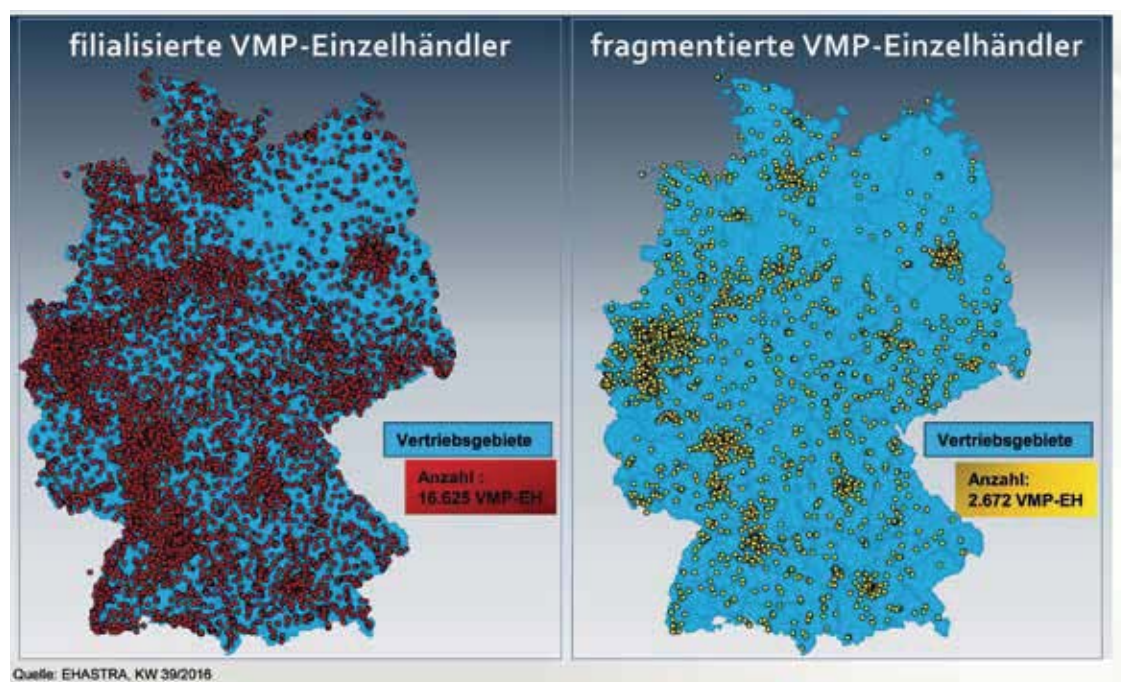 filialisierte VMP-Einzelhändler
Vertriebsgebiete
Anzahl :
16.625 VMP-EH
fragmentierte VMP-Einzelhändler
Vertriebsgebiete
Anzahl:
2.672 VMP-EH
Quelle: EHASTRA, KW 39/2016